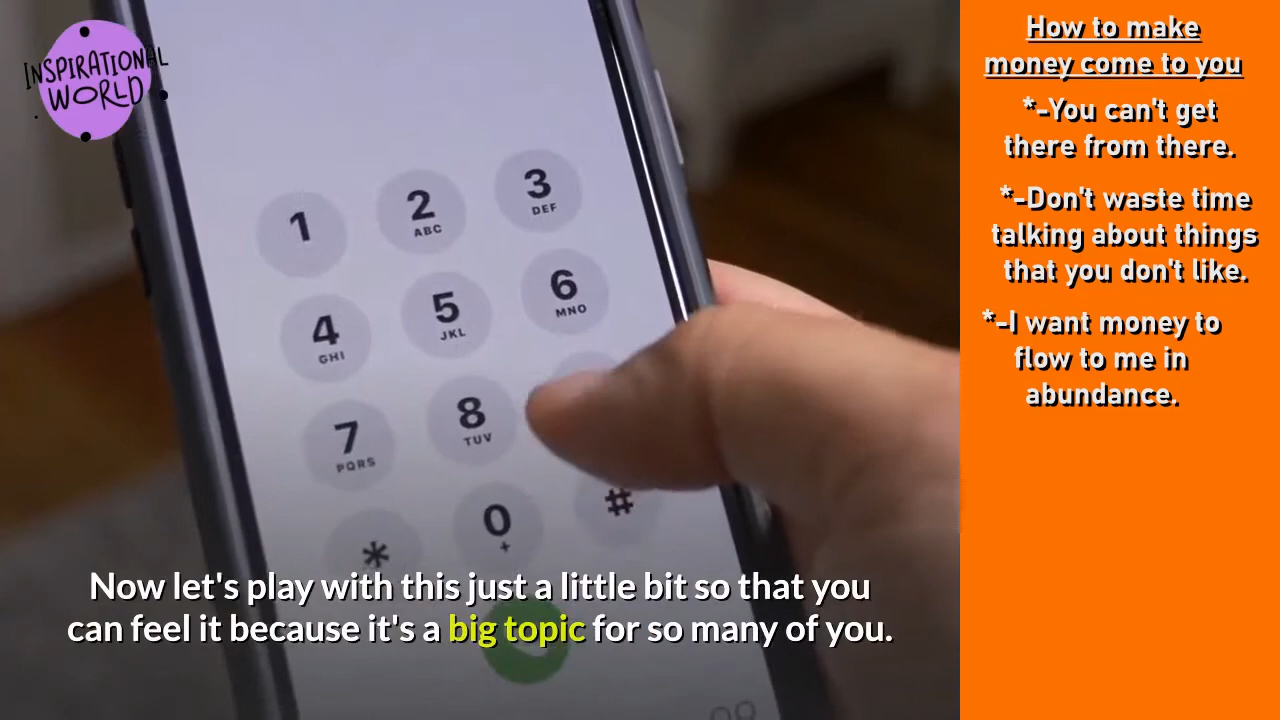 INSPIRATIONAL
WORLD
1
2
ABC
3
DEF
4
GHI
5
JKL
6
MNO
7
PQRS
8
TUV
*
0
+
#
Now let's play with this just a little bit so that you
can feel it because it's a big topic for so many of you.
How to make
money come to you
*-You can't get
there from there.
*-Don't waste time
talking about things
that you don't like.
*-I want money to
flow to me in
abundance.